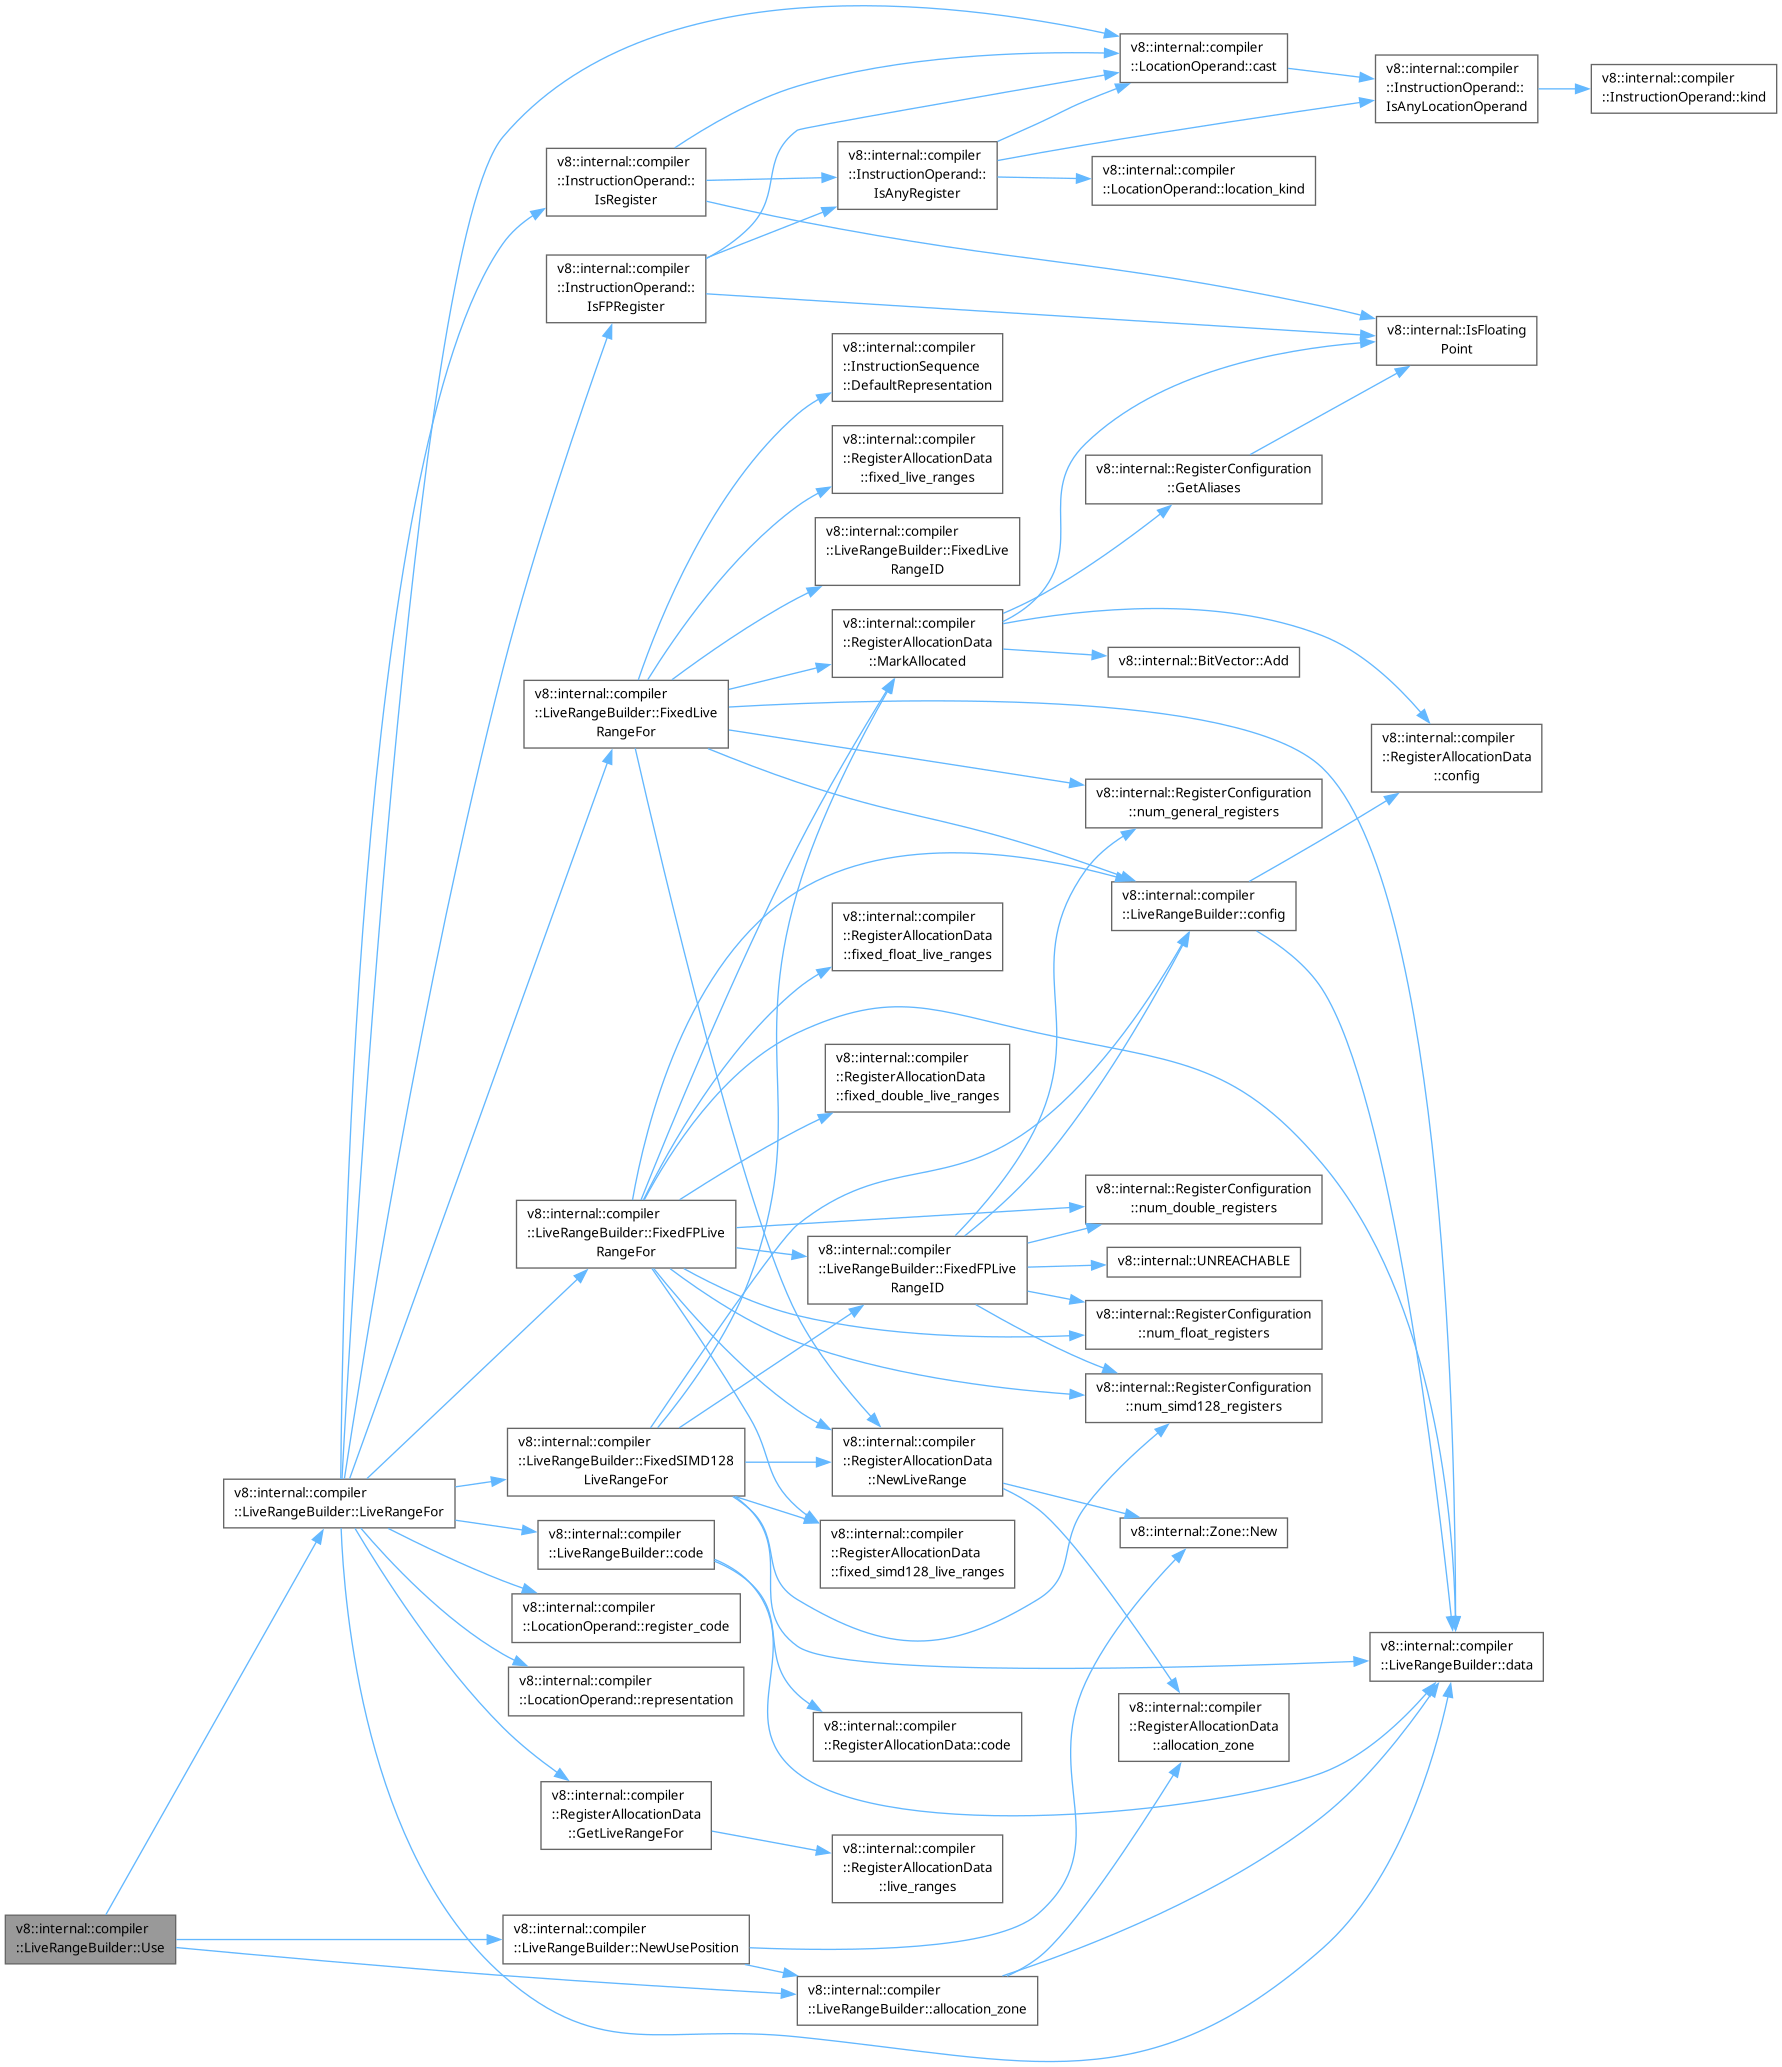 v8::internal::compiler
::LocationOperand::cast
v8::internal::compiler
::InstructionOperand::
IsAnyLocationOperand
v8::internal::compiler
::InstructionOperand::kind
v8::internal::compiler
::InstructionOperand::
IsRegister
v8::internal::compiler
::InstructionOperand::
IsAnyRegister
v8::internal::compiler
::LocationOperand::location_kind
v8::internal::compiler
::InstructionOperand::
IsFPRegister
v8::internal::IsFloating
Point
v8::internal::compiler
::InstructionSequence
::DefaultRepresentation
v8::internal::compiler
::RegisterAllocationData
::fixed_live_ranges
v8::internal::RegisterConfiguration
::GetAliases
v8::internal::compiler
::LiveRangeBuilder::FixedLive
RangeID
v8::internal::compiler
::RegisterAllocationData
::MarkAllocated
v8::internal::BitVector::Add
v8::internal::compiler
::LiveRangeBuilder::FixedLive
RangeFor
v8::internal::compiler
::RegisterAllocationData
::config
v8::internal::RegisterConfiguration
::num_general_registers
v8::internal::compiler
::LiveRangeBuilder::config
v8::internal::compiler
::RegisterAllocationData
::fixed_float_live_ranges
v8::internal::compiler
::RegisterAllocationData
::fixed_double_live_ranges
v8::internal::RegisterConfiguration
::num_double_registers
v8::internal::compiler
::LiveRangeBuilder::FixedFPLive
RangeFor
v8::internal::compiler
::LiveRangeBuilder::FixedFPLive
RangeID
v8::internal::UNREACHABLE
v8::internal::RegisterConfiguration
::num_float_registers
v8::internal::RegisterConfiguration
::num_simd128_registers
v8::internal::compiler
::LiveRangeBuilder::FixedSIMD128
LiveRangeFor
v8::internal::compiler
::RegisterAllocationData
::NewLiveRange
v8::internal::compiler
::LiveRangeBuilder::LiveRangeFor
v8::internal::compiler
::LiveRangeBuilder::code
v8::internal::compiler
::RegisterAllocationData
::fixed_simd128_live_ranges
v8::internal::Zone::New
v8::internal::compiler
::LocationOperand::register_code
v8::internal::compiler
::LiveRangeBuilder::data
v8::internal::compiler
::LocationOperand::representation
v8::internal::compiler
::RegisterAllocationData::code
v8::internal::compiler
::RegisterAllocationData
::allocation_zone
v8::internal::compiler
::RegisterAllocationData
::GetLiveRangeFor
v8::internal::compiler
::RegisterAllocationData
::live_ranges
v8::internal::compiler
::LiveRangeBuilder::Use
v8::internal::compiler
::LiveRangeBuilder::NewUsePosition
v8::internal::compiler
::LiveRangeBuilder::allocation_zone